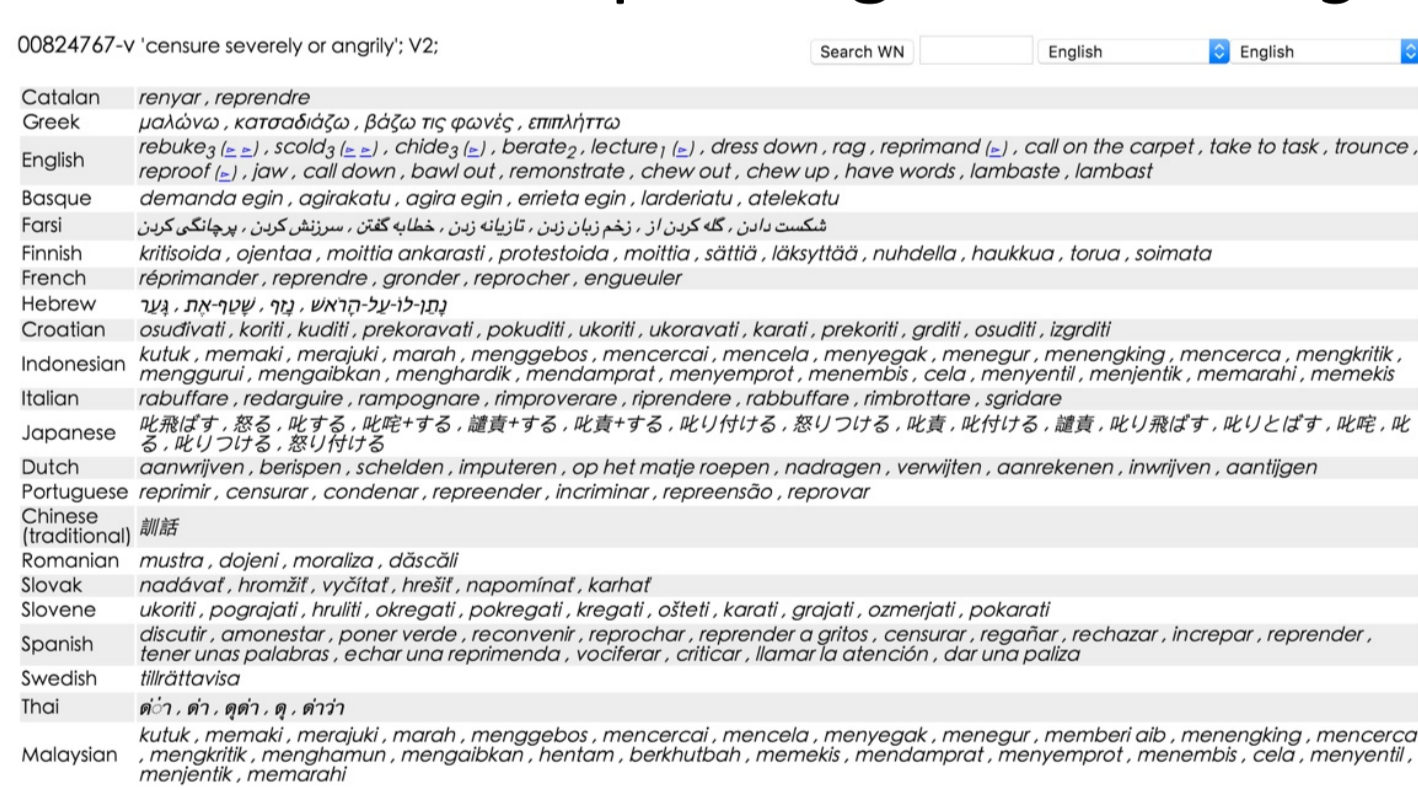 00824767-v 'censure severely or angrily'; V2;
Search WN English English
Catalan renyar , reprendre
Greek μαλώνω , κατσαδιάζω , βάζω τις φωνές , επιπλήττω
English rebuke3 (⊳ ⊳) , scold3 (⊳ ⊳) , chide3 (⊳) , berate2 , lecture1 (⊳) , dress down , rag , reprimand (⊳) , call on the carpet , take to task , trounce ,
reproof (⊳) , jaw , call down , bawl out , remonstrate , chew out , chew up , have words , lambaste , lambast
Basque demanda egin , agirakatu , agira egin , errieta egin , larderiatu , atelekatu
Farsi شکست دادن ، گله کردن از ، زخم زبان زدن ، تازیانه زدن ، خطابه گفتن ، سرزنش کردن ، پرچانگی کردن
Finnish kritisoida , ojentaa , moittia ankarasti , protestoida , moittia , sättiä , läksyttää , nuhdella , haukkua , torua , soimata
French réprimander , reprendre , gronder , reprocher , engueuler
Hebrew נָתַן-לוֹ-עַל-הָרֹאשׁ , נָזַף , שָׁטַף-אֶת , גָּעַר
Croatian osuđivati , koriti , kuditi , prekoravati , pokuditi , ukoriti , ukoravati , karati , prekoriti , grditi , osuditi , izgrditi
Indonesian kutuk , memaki , merajuki , marah , menggebos , mencercai , mencela , menyegak , menegur , menengking , mencerca , mengkritik ,
menggurui , mengaibkan , menghardik , mendamprat , menyemprot , menembis , cela , menyentil , menjentik , memarahi , memekis
Italian rabuffare , redarguire , rampognare , rimproverare , riprendere , rabbuffare , rimbrottare , sgridare
Japanese 叱飛ばす , 怒る , 叱する , 叱咤+する , 譴責+する , 叱責+する , 叱り付ける , 怒りつける , 叱責 , 叱付ける , 譴責 , 叱り飛ばす , 叱りとばす , 叱咤 , 叱
る , 叱りつける , 怒り付ける
Dutch aanwrijven , berispen , schelden , imputeren , op het matje roepen , nadragen , verwijten , aanrekenen , inwrijven , aantijgen
Portuguese reprimir , censurar , condenar , repreender , incriminar , repreensão , reprovar
Chinese
(traditional) 訓話
Romanian mustra , dojeni , moraliza , dăscăli
Slovak nadávať , hromžiť , vyčítať , hrešiť , napomínať , karhať
Slovene ukoriti , pograjati , hruliti , okregati , pokregati , kregati , ošteti , karati , grajati , ozmerjati , pokarati
Spanish discutir , amonestar , poner verde , reconvenir , reprochar , reprender a gritos , censurar , regañar , rechazar , increpar , reprender ,
tener unas palabras , echar una reprimenda , vociferar , criticar , llamar la atención , dar una paliza
Swedish tillrättavisa
Thai ด่่า , ด่า , ดุด่า , ดุ , ด่าว่า
Malaysian kutuk , memaki , merajuki , marah , menggebos , mencercai , mencela , menyegak , menegur , memberi aib , menengking , mencerca
, mengkritik , menghamun , mengaibkan , hentam , berkhutbah , memekis , mendamprat , menyemprot , menembis , cela , menyentil ,
menjentik , memarahi